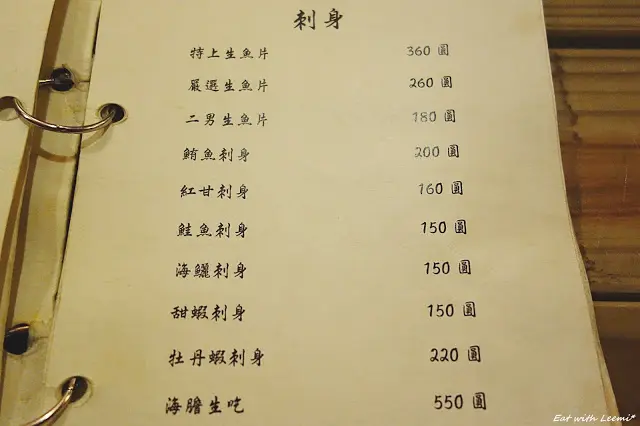 刺身
特上生魚片 360 圓
嚴選生魚片 260 圓
二男生魚片 180 圓
鮪魚刺身 200 圓
紅甘刺身 160 圓
鮭魚刺身 150 圓
海鱺刺身 150 圓
甜蝦刺身 150 圓
牡丹蝦刺身 220 圓
海膽生吃 550 圓
Eat with Leemi*